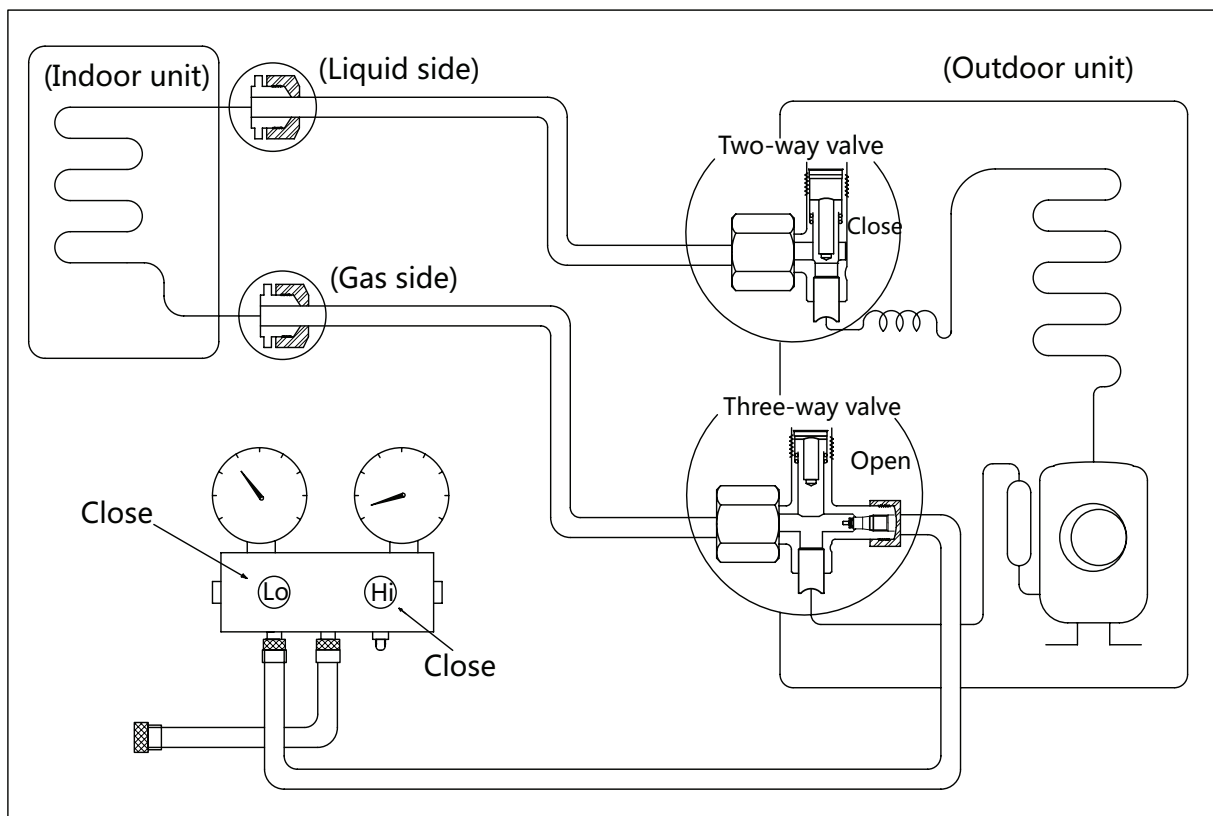 (Indoor unit)
(Liquid side)
(Outdoor unit)
Two-way valve
Close
(Gas side)
Three-way valve
Open
Close
Lo
Hi
Close